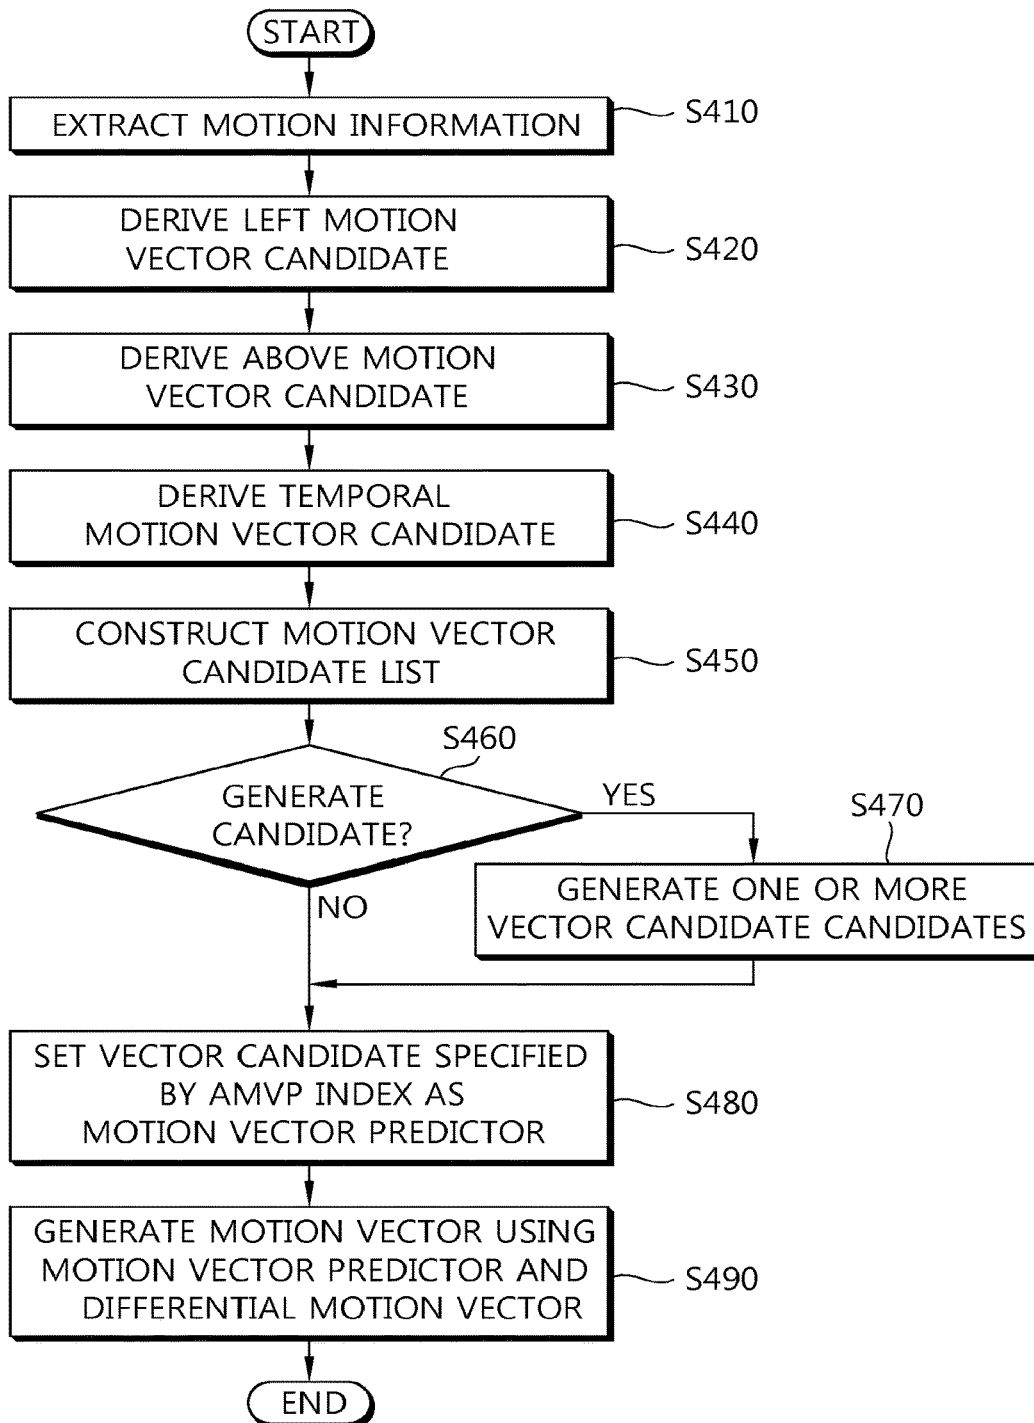 START
EXTRACT MOTION INFORMATION
S410
DERIVE LEFT MOTION
VECTOR CANDIDATE
S420
DERIVE ABOVE MOTION
VECTOR CANDIDATE
S430
DERIVE TEMPORAL
MOTION VECTOR CANDIDATE
S440
CONSTRUCT MOTION VECTOR
CANDIDATE LIST
S450
S460
GENERATE
CANDIDATE?
YES
NO
S470
GENERATE ONE OR MORE
VECTOR CANDIDATE CANDIDATES
SET VECTOR CANDIDATE SPECIFIED
BY AMVP INDEX AS
MOTION VECTOR PREDICTOR
S480
GENERATE MOTION VECTOR USING
MOTION VECTOR PREDICTOR AND
DIFFERENTIAL MOTION VECTOR
S490
END